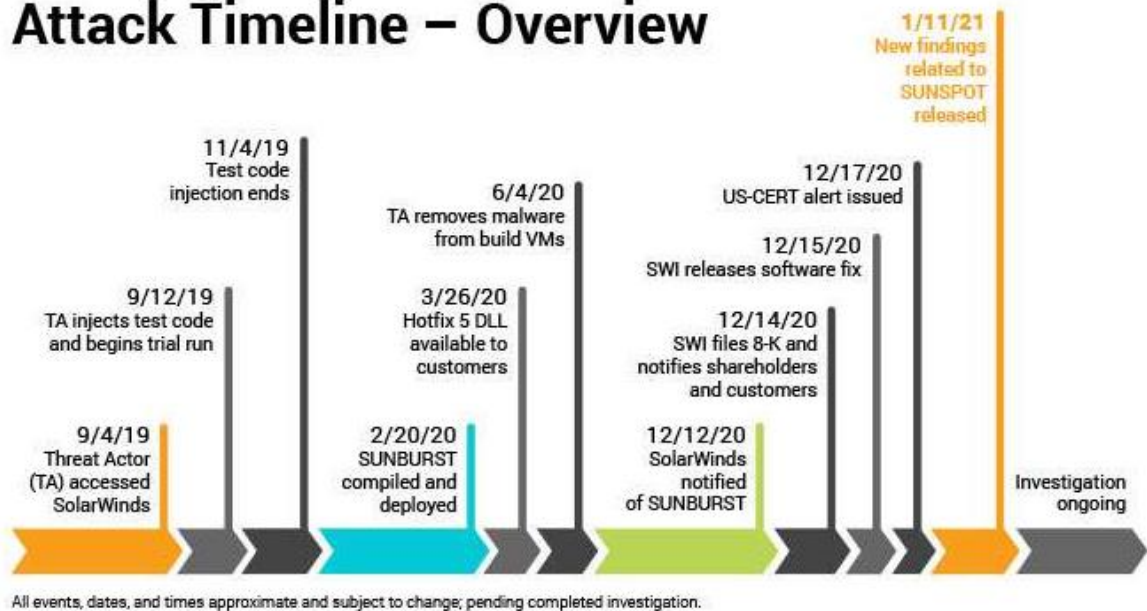 Attack Timeline – Overview
9/4/19
Threat Actor
(TA) accessed
SolarWinds
9/12/19
TA injects test code
and begins trial run
11/4/19
Test code
injection ends
2/20/20
SUNBURST
compiled and
deployed
3/26/20
Hotfix 5 DLL
available to
customers
6/4/20
TA removes malware
from build VMs
12/12/20
SolarWinds
notified
of SUNBURST
12/14/20
SWI files 8-K and
notifies shareholders
and customers
12/15/20
SWI releases software fix
12/17/20
US-CERT alert issued
1/11/21
New findings
related to
SUNSPOT
released
Investigation
ongoing
All events, dates, and times approximate and subject to change; pending completed investigation.